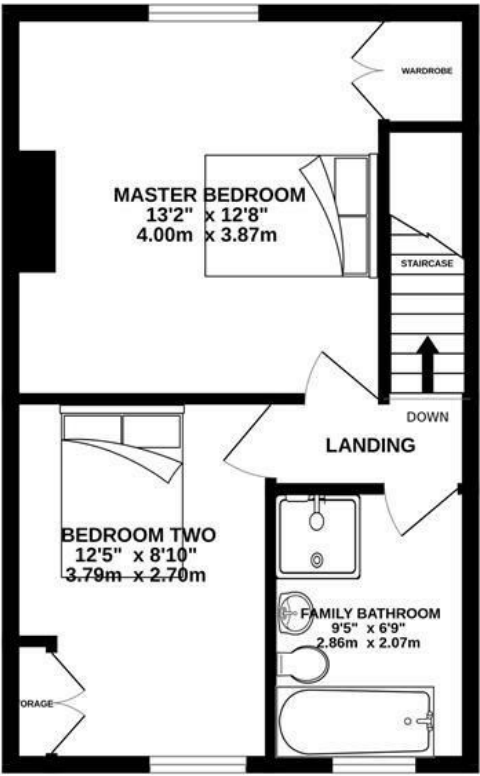 WARDROBE
MASTER BEDROOM
13'2" x 12'8"
4.00m x 3.87m
STAIRCASE
DOWN
LANDING
BEDROOM TWO
12'5" x 8'10"
3.79m x 2.70m
FAMILY BATHROOM
9'5" x 6'9"
2.86m x 2.07m
ORAGE